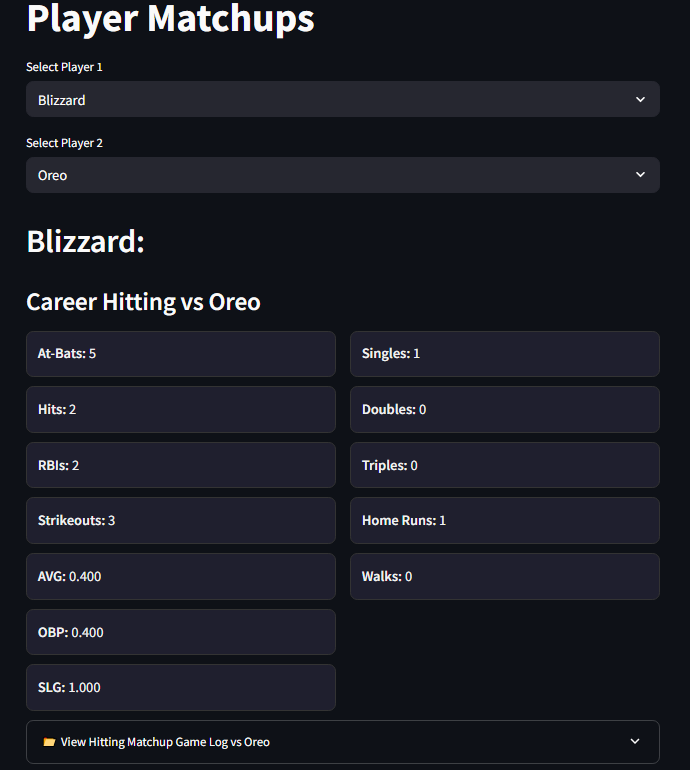 Player Matchups
Select Player 1
Blizzard
Select Player 2
Oreo
Blizzard:
Career Hitting vs Oreo
At-Bats: 5
Singles: 1
Hits: 2
Doubles: 0
RBIs: 2
Triples: 0
Strikeouts: 3
Home Runs: 1
AVG: 0.400
Walks: 0
OBP: 0.400
SLG: 1.000
View Hitting Matchup Game Log vs Oreo